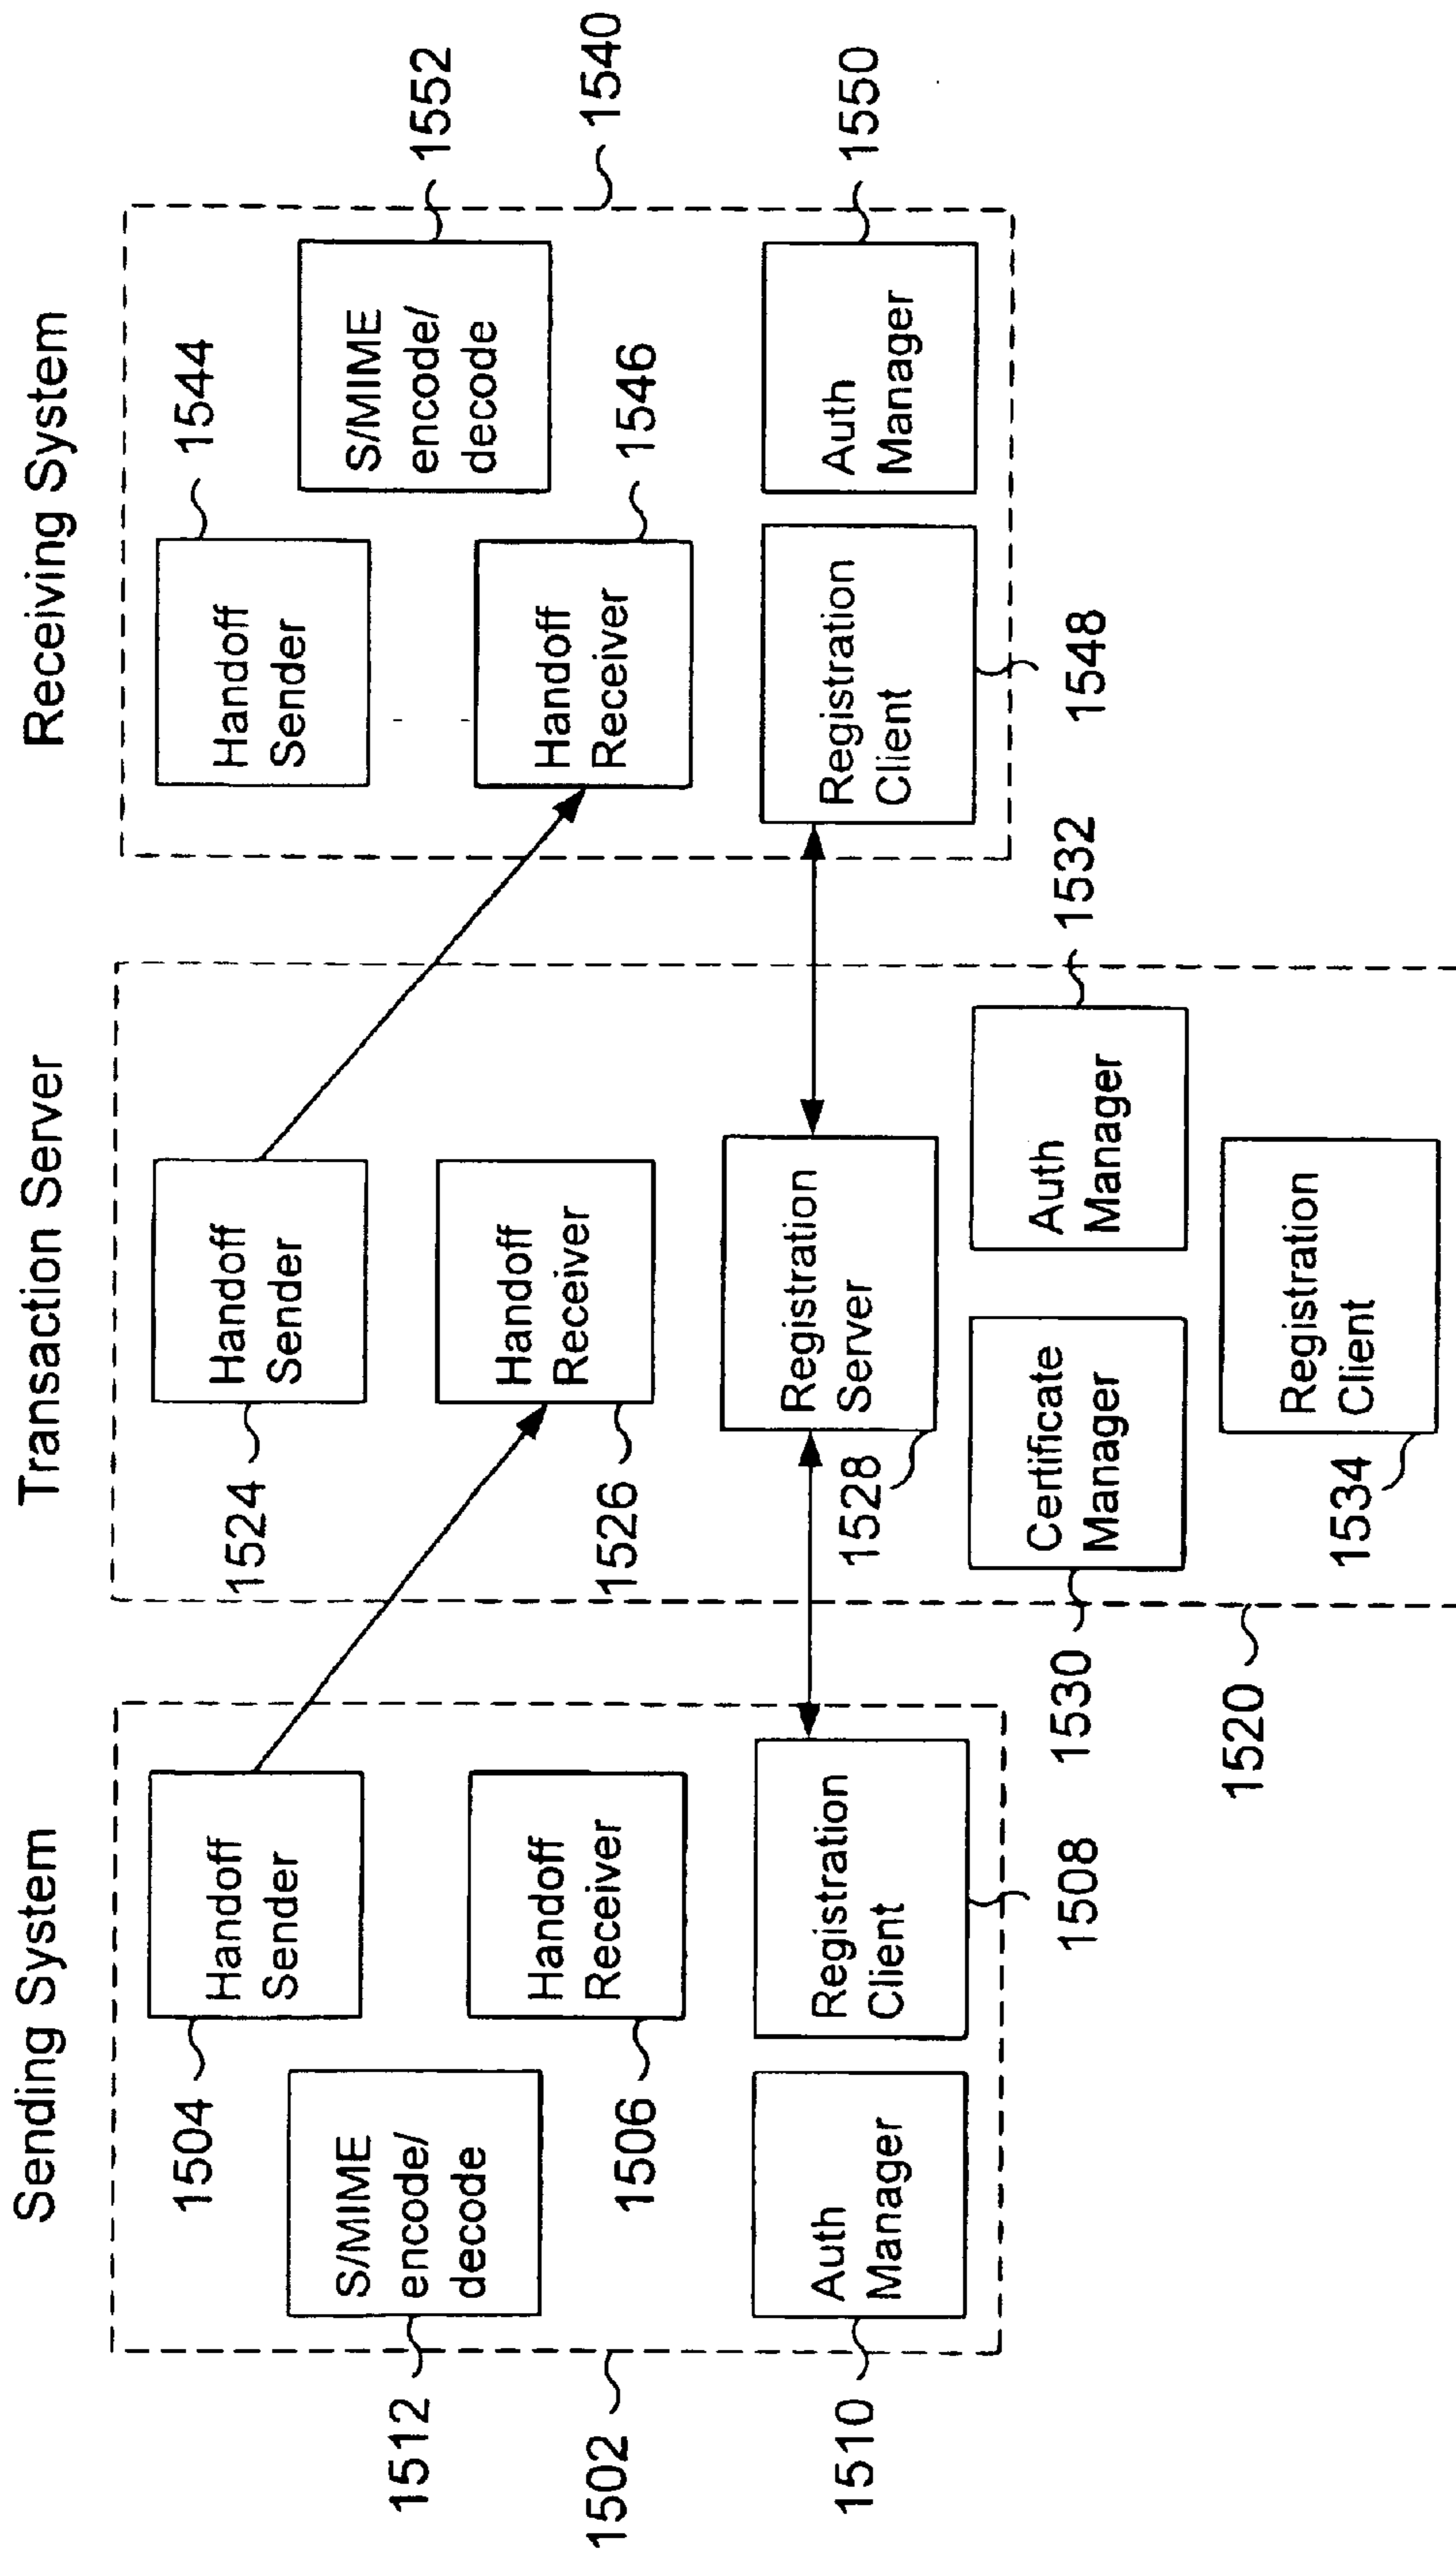 Sending System
Transaction Server
Receiving System
1504
Handoff
Sender
1512
S/MIME
encode/
decode
1506
Handoff
Receiver
1502
1510
Auth
Manager
Registration
Client
1508
1524
Handoff
Sender
1526
Handoff
Receiver
1528
Registration
Server
1530
Certificate
Manager
Auth
Manager
1532
1520
1534
Registration
Client
Handoff
Sender
1544
S/MIME
encode/
decode
1552
Handoff
Receiver
1546
1540
Registration
Client
1548
Auth
Manager
1550